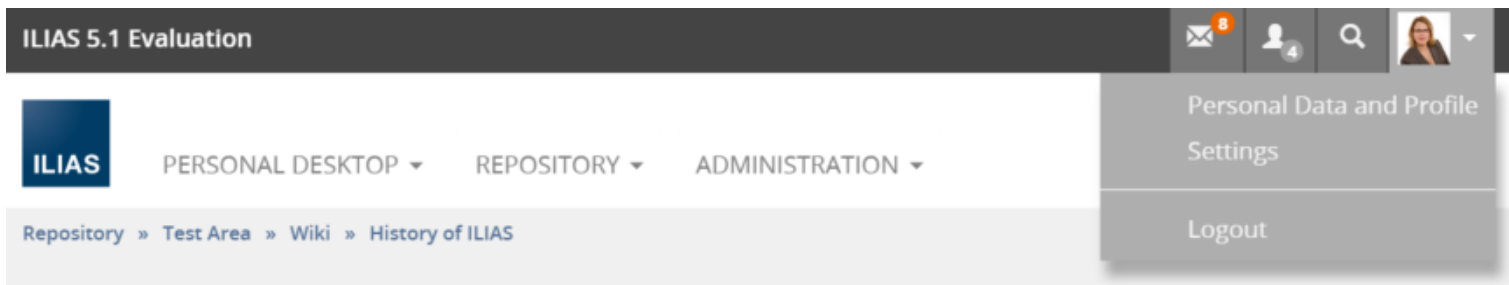 ILIAS 5.1 Evaluation
8
4
Personal Data and Profile
Settings
Logout
ILIAS
PERSONAL DESKTOP
REPOSITORY
ADMINISTRATION
Repository » Test Area » Wiki » History of ILIAS